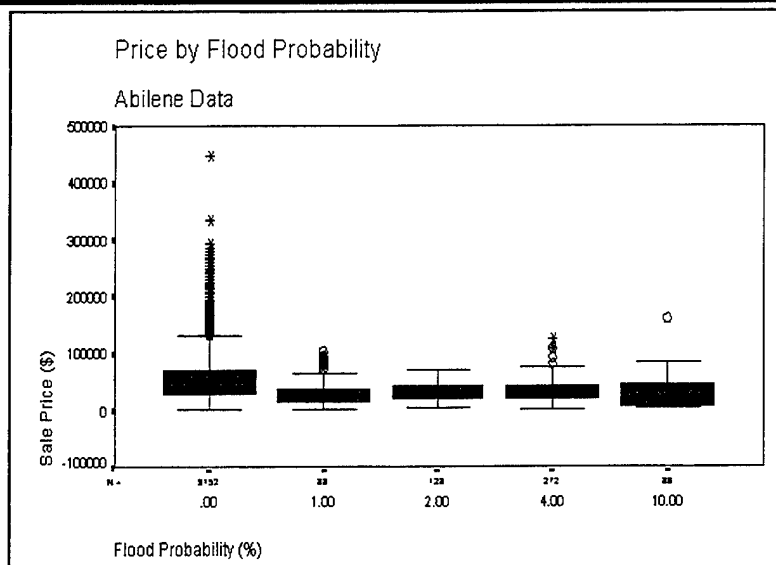 Price by Flood Probability
Abilene Data
500000
400000
300000
200000
100000
0
-100000
Sale Price ($)
.00 1.00 2.00 4.00 10.00
Flood Probability (%)